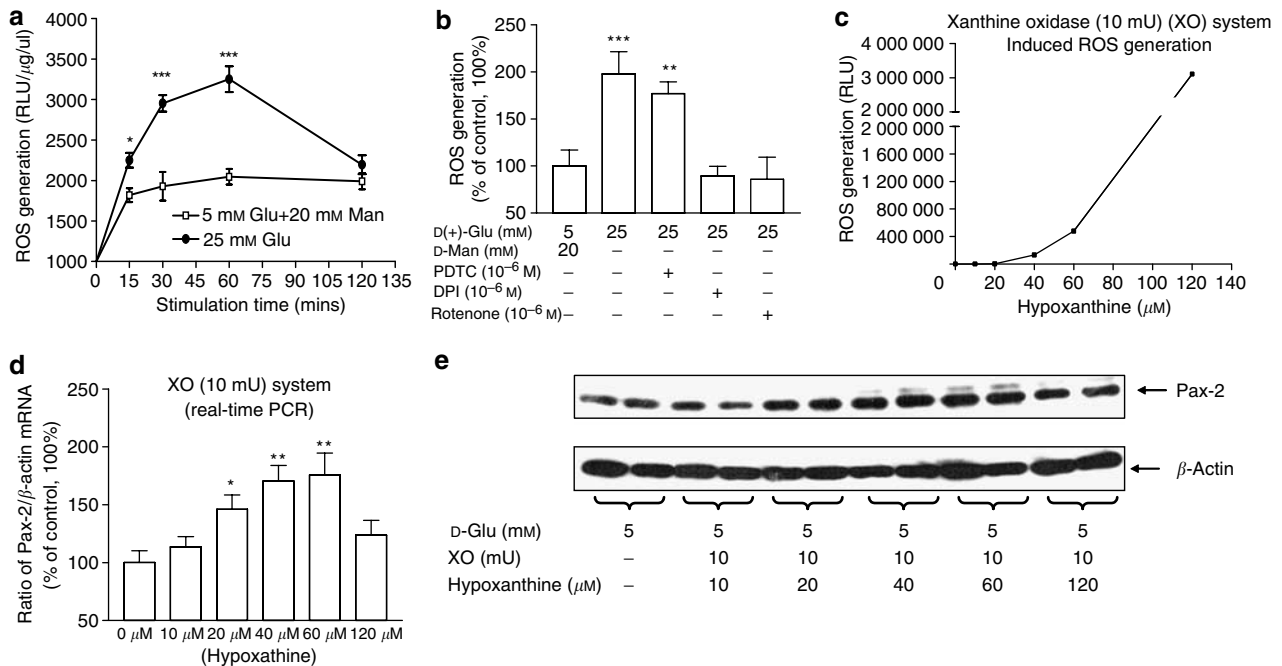 a
ROS generation (RLU/μg/ul)
4000
3500
3000
2500
2000
1500
1000
*
***
***
5 mM Glu+20 mM Man
25 mM Glu
0 15 30 45 60 75 90 105 120 135
Stimulation time (mins)
b
ROS generation
(% of control, 100%)
250
200
150
100
50
***
**
D(+)-Glu (mM) 5 25 25 25 25
D-Man (mM) 20 – – – –
PDTC (10–6 M) – – + – –
DPI (10–6 M) – – – + –
Rotenone (10–6 M) – – – – +
c
Xanthine oxidase (10 mU) (XO) system
Induced ROS generation
ROS generation (RLU)
4 000 000
3 000 000
2 000 000
2 000 000
1 600 000
1 200 000
800 000
400 000
0 20 40 60 80 100 120 140
Hypoxanthine (μM)
d
XO (10 mU) system
(real-time PCR)
Ratio of Pax-2/β-actin mRNA
(% of control, 100%)
250
200
150
100
50
*
**
**
0 μM 10 μM 20 μM 40 μM 60 μM 120 μM
(Hypoxathine)
e
Pax-2
β-Actin
D-Glu (mM) 5 5 5 5 5 5
XO (mU) – 10 10 10 10 10
Hypoxanthine (μM) – 10 20 40 60 120